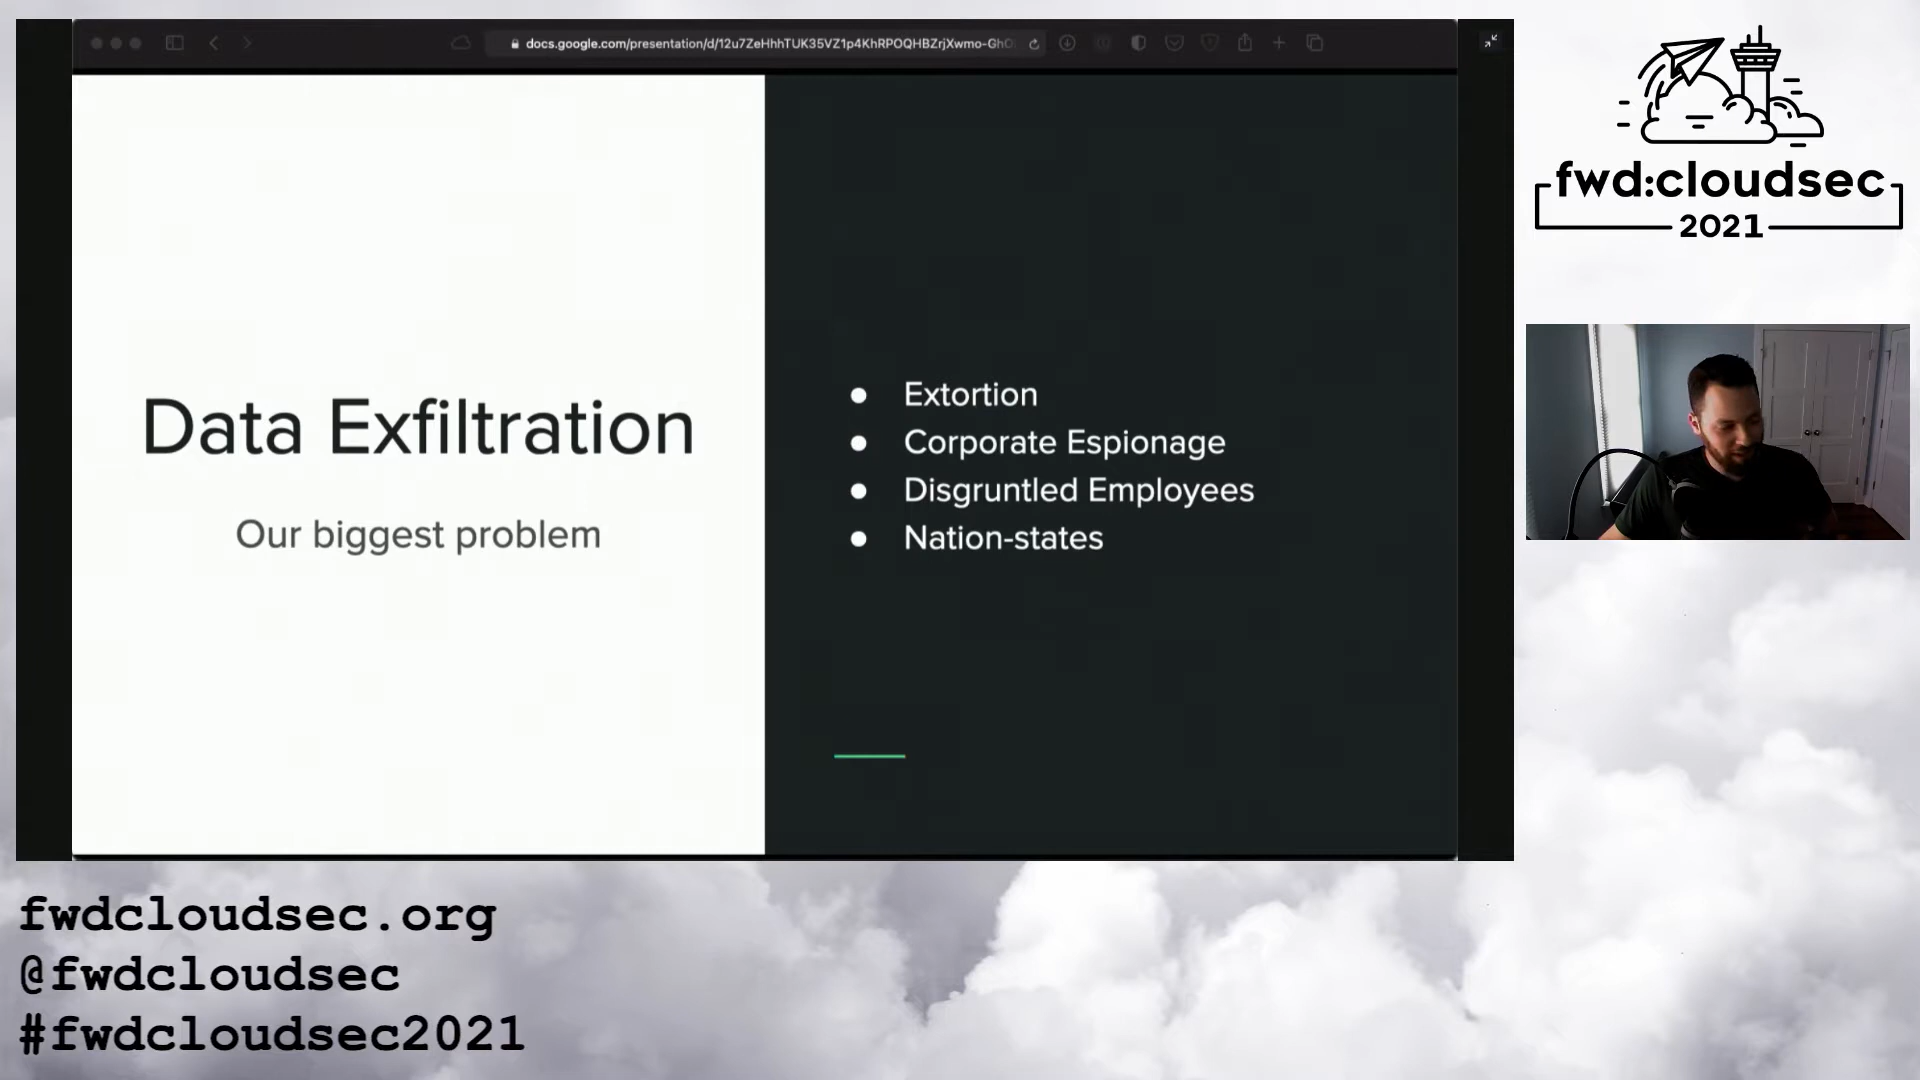 docs.google.com/presentation/d/12u7ZeHhhTUK35VZ1p4KhRPOQHBZrjXwmo-GhO
Data Exfiltration
Our biggest problem
Extortion
Corporate Espionage
Disgruntled Employees
Nation-states
fwd:cloudsec
2021
fwdcloudsec.org
@fwdcloudsec
#fwdcloudsec2021